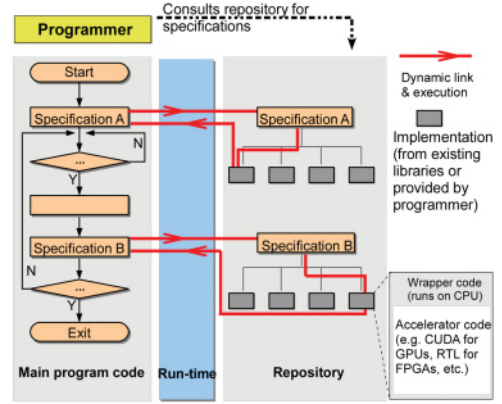 Programmer
Consults repository for
specifications
Start
Specification A
N
...
Y
Specification B
N
...
Y
Exit
Main program code
Run-time
Specification A
Specification B
Repository
Dynamic link
& execution
Implementation
(from existing
libraries or
provided by
programmer)
Wrapper code
(runs on CPU)
Accelerator code
(e.g. CUDA for
GPUs, RTL for
FPGAs, etc.)